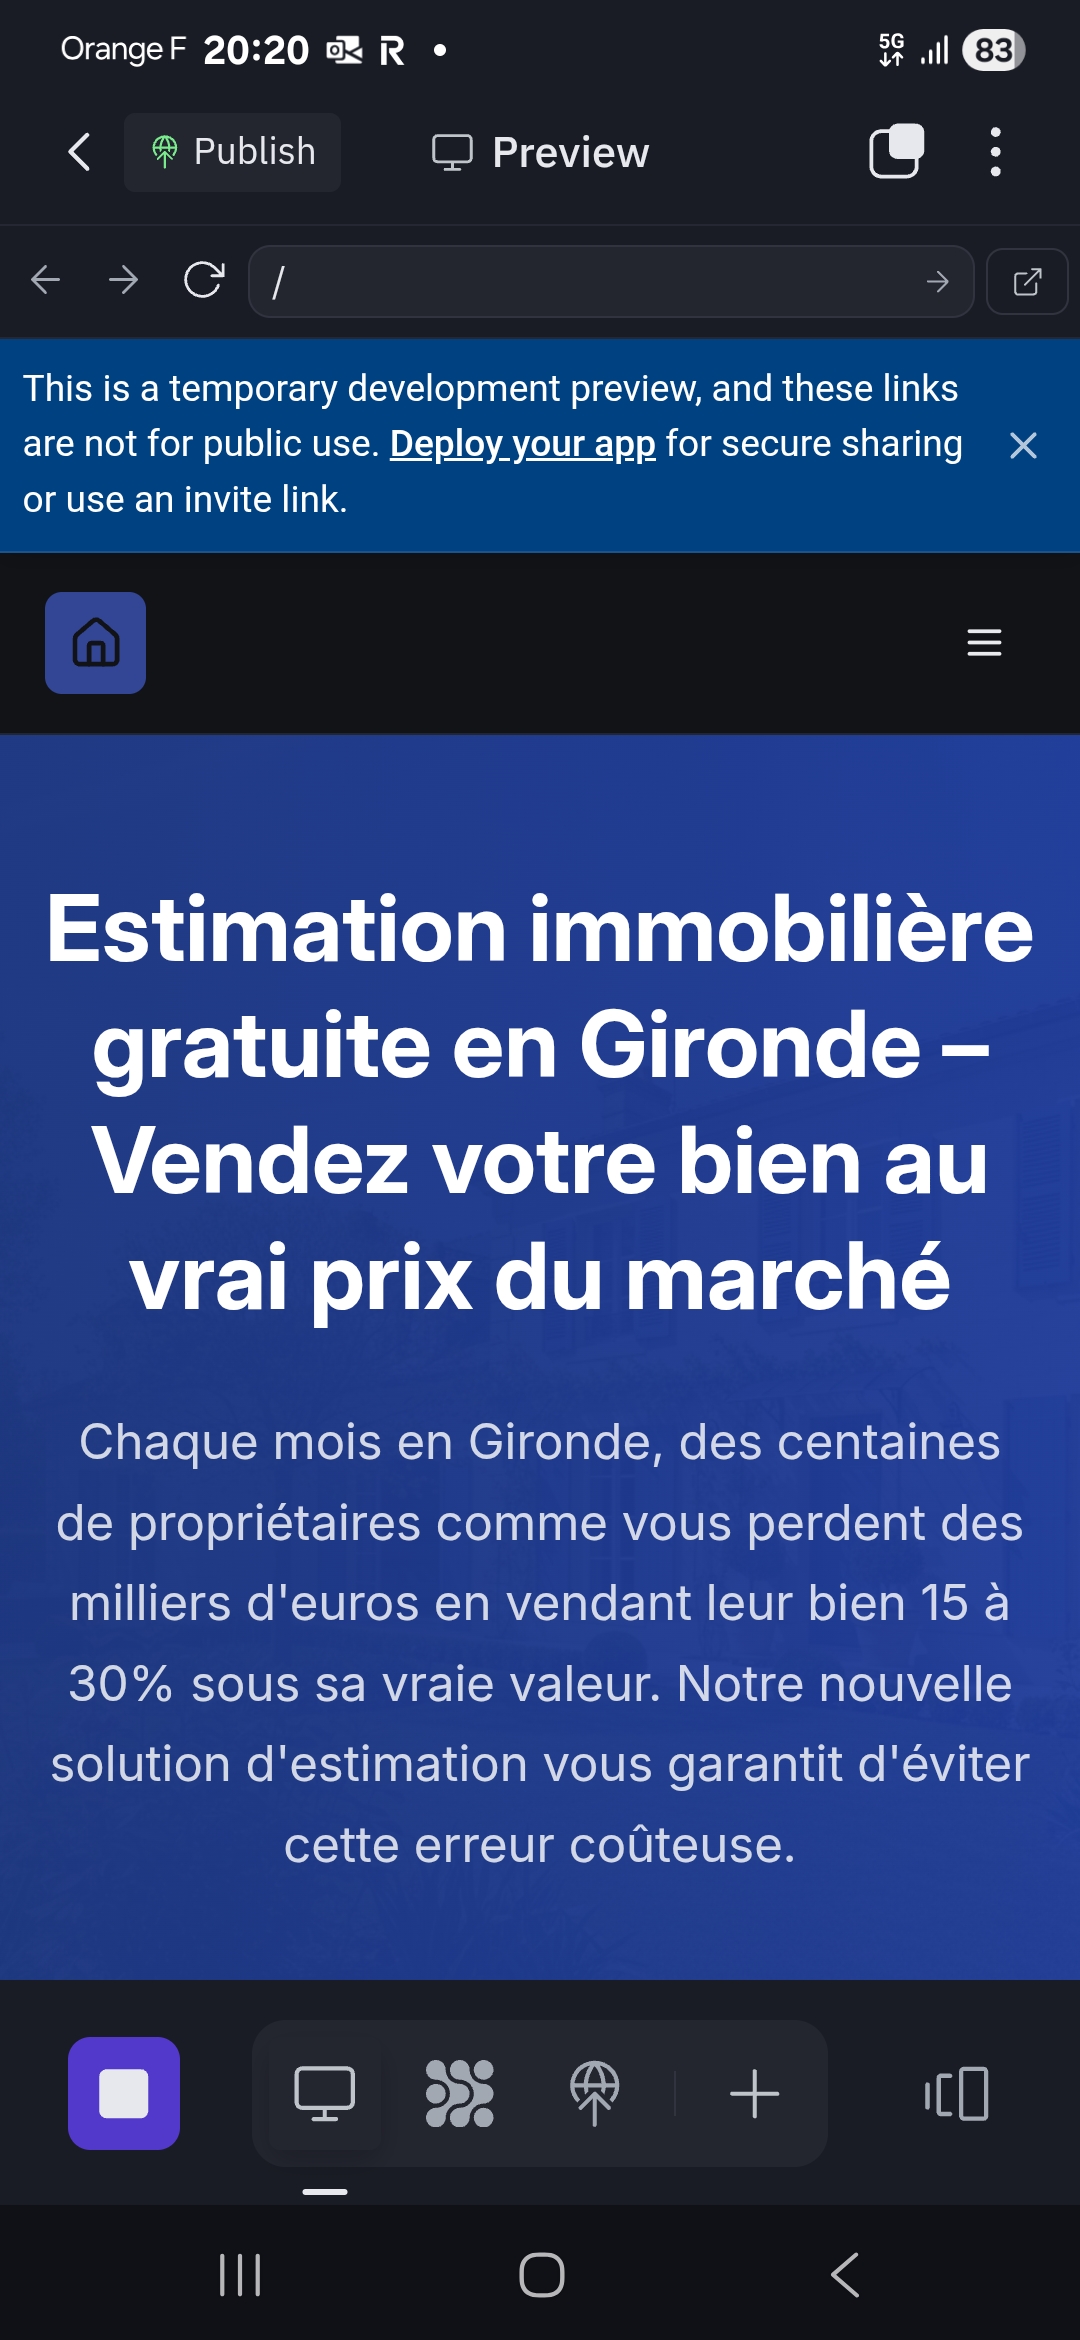 Orange F 20:20 R 5G 83
Publish Preview
/
This is a temporary development preview, and these links
are not for public use. Deploy your app for secure sharing
or use an invite link.
Estimation immobilière
gratuite en Gironde –
Vendez votre bien au
vrai prix du marché
Chaque mois en Gironde, des centaines
de propriétaires comme vous perdent des
milliers d'euros en vendant leur bien 15 à
30% sous sa vraie valeur. Notre nouvelle
solution d'estimation vous garantit d'éviter
cette erreur coûteuse.